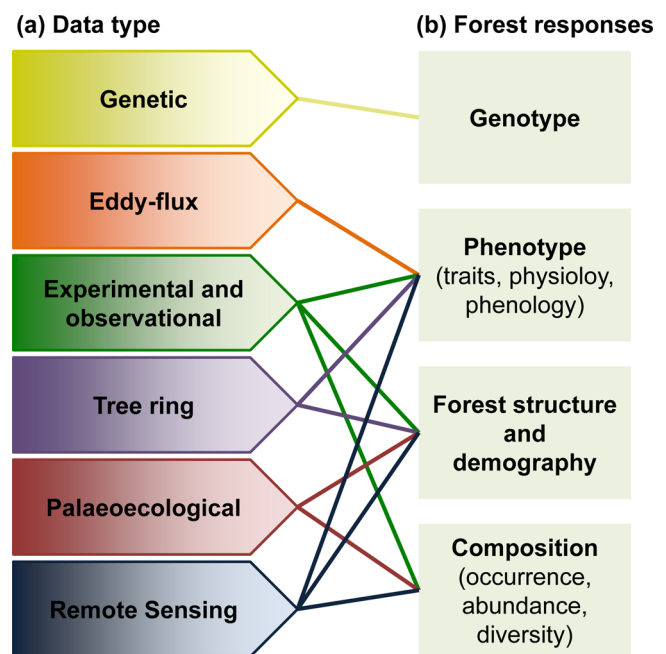 (a) Data type
Genetic
Eddy-flux
Experimental and
observational
Tree ring
Palaeoecological
Remote Sensing
(b) Forest responses
Genotype
Phenotype
(traits, physioloy,
phenology)
Forest structure
and
demography
Composition
(occurrence,
abundance,
diversity)